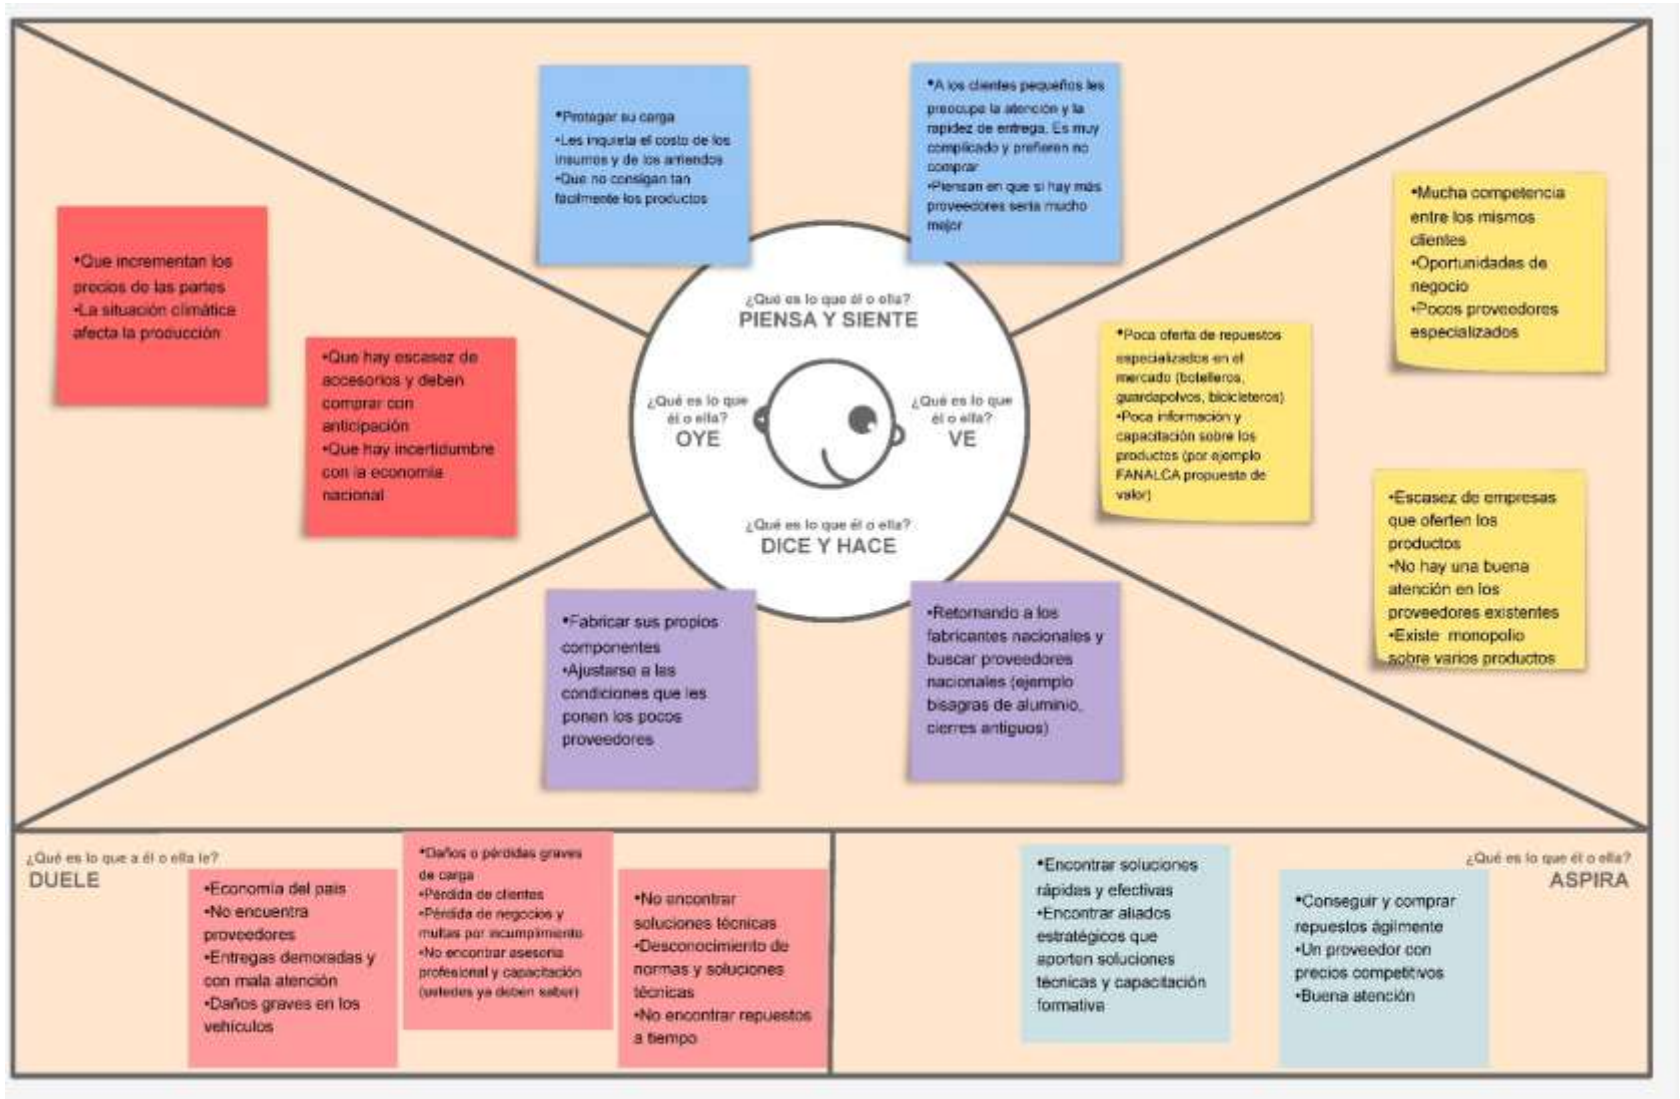 •Proteger su carga
•Les inquieta el costo de los
insumos y de los arriendos
•Que no consigan tan
fácilmente los productos
•A los clientes pequeños les
preocupa la atención y la
rapidez de entrega. Es muy
complicado y prefieren no
comprar
•Piensan en que si hay más
proveedores seria mucho
mejor
•Que incrementan los
precios de las partes
•La situación climática
afecta la producción
•Que hay escasez de
accesorios y deben
comprar con
anticipación
•Que hay incertidumbre
con la economia
nacional
¿Qué es lo que él o ella?
PIENSA Y SIENTE
¿Qué es lo que
él o ella?
OYE
¿Qué es lo que
él o ella?
VE
¿Qué es lo que él o ella?
DICE Y HACE
•Poca oferta de repuestos
especializados en el
mercado (botelleros,
guardapolvos, bicicleteros)
•Poca información y
capacitación sobre los
productos (por ejemplo
FANALCA propuesta de
valor)
•Mucha competencia
entre los mismos
clientes
•Oportunidades de
negocio
•Pocos proveedores
especializados
•Escasez de empresas
que oferten los
productos
•No hay una buena
atención en los
proveedores existentes
•Existe monopolio
sobre varios productos
•Fabricar sus propios
componentes
•Ajustarse a las
condiciones que les
ponen los pocos
proveedores
•Retornando a los
fabricantes nacionales y
buscar proveedores
nacionales (ejemplo
bisagras de aluminio,
cierres antiguos)
¿Qué es lo que a él o ella le?
DUELE
•Economía del pais
•No encuentra
proveedores
•Entregas demoradas y
con mala atención
•Daños graves en los
vehículos
•Daños o pérdidas graves
de carga
•Pérdida de clientes
•Pérdida de negocios y
multas por incumplimiento
•No encontrar asesoria
profesional y capacitación
(ustedes ya deben saber)
•No encontrar
soluciones técnicas
•Desconocimiento de
normas y soluciones
técnicas
•No encontrar repuestos
a tiempo
¿Qué es lo que él o ella?
ASPIRA
•Encontrar soluciones
rápidas y efectivas
•Encontrar aliados
estratégicos que
aporten soluciones
técnicas y capacitación
formativa
•Conseguir y comprar
repuestos ágilmente
•Un proveedor con
precios competitivos
•Buena atención